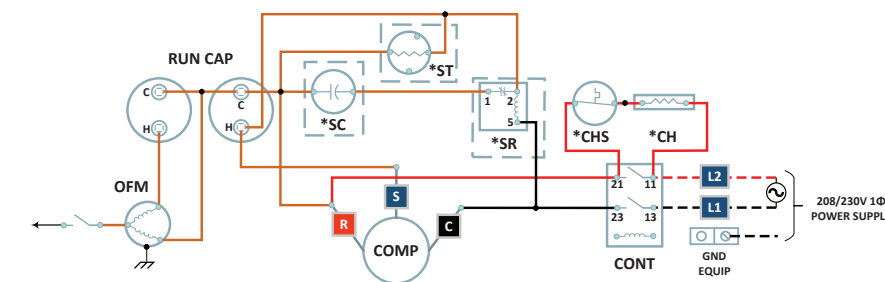 RUN CAP
C
H
C
H
*ST
*SC
1
2
5
*SR
*CHS
*CH
OFM
S
R
C
COMP
21
11
23
13
CONT
L2
L1
GND
EQUIP
208/230V 1Φ
POWER SUPPL